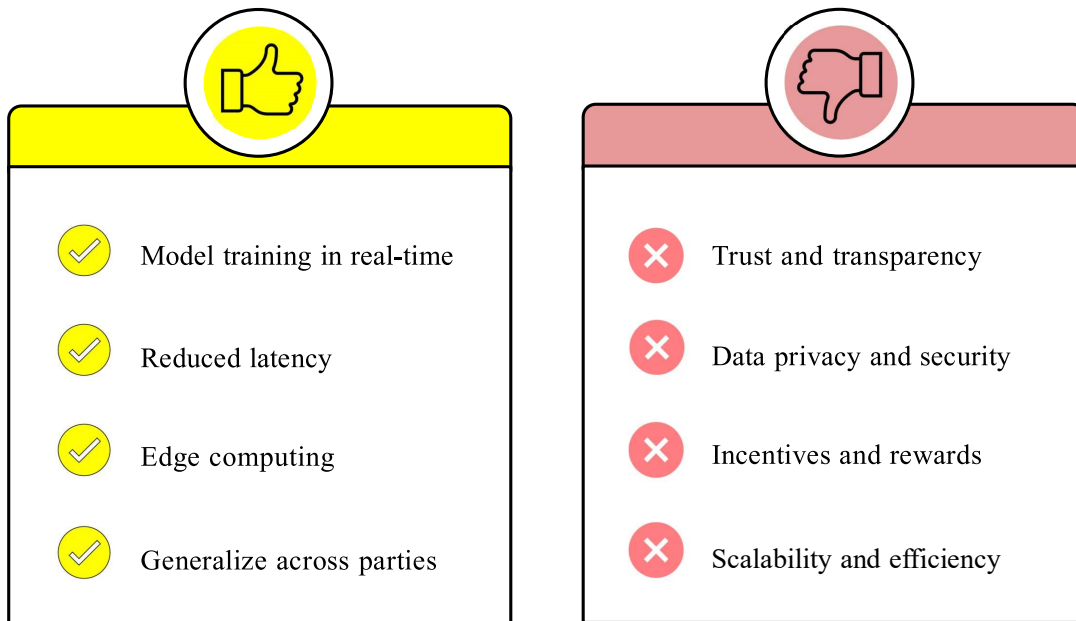 Model training in real-time
Reduced latency
Edge computing
Generalize across parties
Trust and transparency
Data privacy and security
Incentives and rewards
Scalability and efficiency